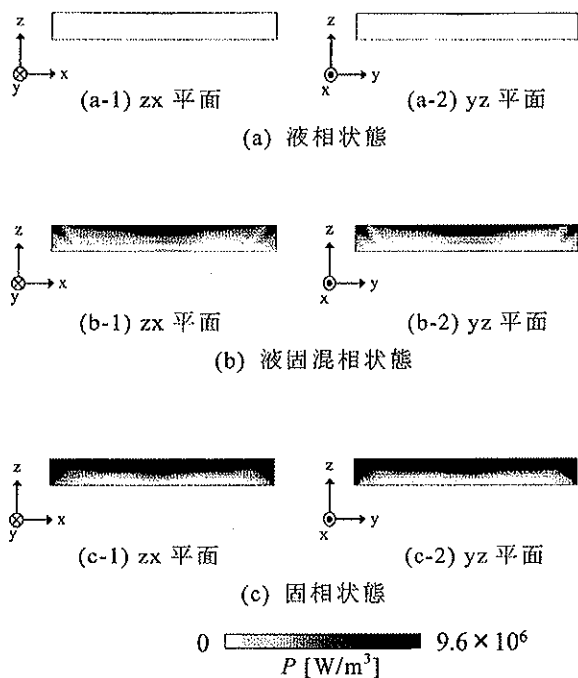 z
y
x
(a-1) zx 平面
z
x
y
(a-2) yz 平面
(a) 液相状態
z
y
x
(b-1) zx 平面
z
x
y
(b-2) yz 平面
(b) 液固混相状態
z
y
x
(c-1) zx 平面
z
x
y
(c-2) yz 平面
(c) 固相状態
0 9.6×10⁶
P [W/m³]